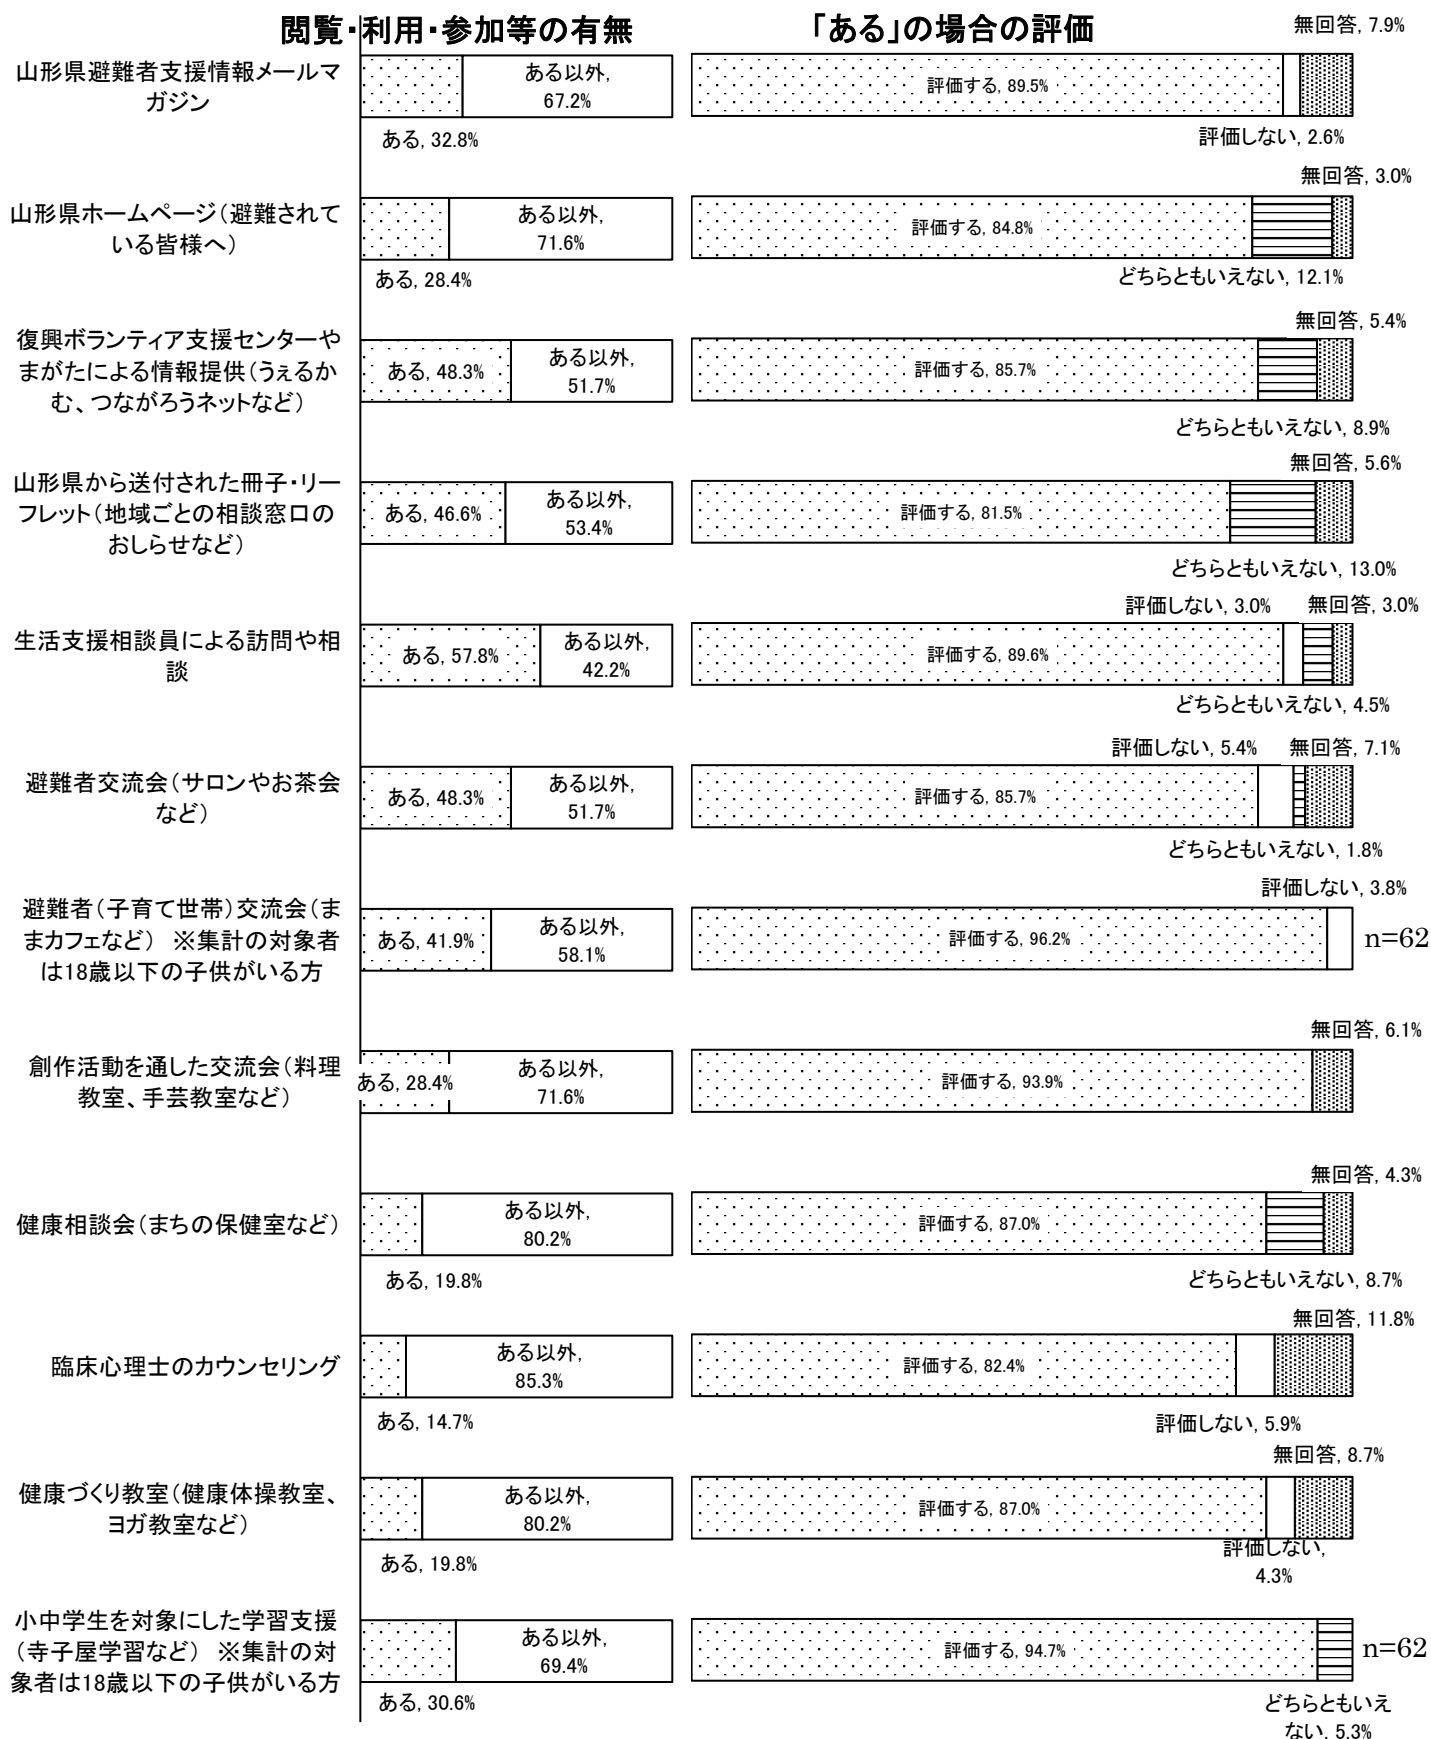 閲覧・利用・参加等の有無
「ある」の場合の評価
無回答, 7.9%
山形県避難者支援情報メールマ
ガジン
ある以外,
67.2%
評価する, 89.5%
ある, 32.8%
評価しない, 2.6%
無回答, 3.0%
山形県ホームページ（避難されて
いる皆様へ）
ある以外,
71.6%
評価する, 84.8%
ある, 28.4%
どちらともいえない, 12.1%
無回答, 5.4%
復興ボランティア支援センターや
まがたによる情報提供（うぇるか
む、つながろうネットなど）
ある, 48.3%
ある以外,
51.7%
評価する, 85.7%
どちらともいえない, 8.9%
無回答, 5.6%
山形県から送付された冊子・リー
フレット（地域ごとの相談窓口の
おしらせなど）
ある, 46.6%
ある以外,
53.4%
評価する, 81.5%
どちらともいえない, 13.0%
評価しない, 3.0%
無回答, 3.0%
生活支援相談員による訪問や相
談
ある, 57.8%
ある以外,
42.2%
評価する, 89.6%
どちらともいえない, 4.5%
評価しない, 5.4%
無回答, 7.1%
避難者交流会（サロンやお茶会
など）
ある, 48.3%
ある以外,
51.7%
評価する, 85.7%
どちらともいえない, 1.8%
評価しない, 3.8%
避難者（子育て世帯）交流会（ま
まカフェなど） ※集計の対象者
は18歳以下の子供がいる方
ある, 41.9%
ある以外,
58.1%
評価する, 96.2%
n=62
無回答, 6.1%
創作活動を通した交流会（料理
教室、手芸教室など）
ある, 28.4%
ある以外,
71.6%
評価する, 93.9%
無回答, 4.3%
健康相談会（まちの保健室など）
ある以外,
80.2%
評価する, 87.0%
ある, 19.8%
どちらともいえない, 8.7%
無回答, 11.8%
臨床心理士のカウンセリング
ある以外,
85.3%
評価する, 82.4%
ある, 14.7%
評価しない, 5.9%
無回答, 8.7%
健康づくり教室（健康体操教室、
ヨガ教室など）
ある以外,
80.2%
評価する, 87.0%
ある, 19.8%
評価しない,
4.3%
小中学生を対象にした学習支援
（寺子屋学習など） ※集計の対
象者は18歳以下の子供がいる方
ある以外,
69.4%
評価する, 94.7%
n=62
ある, 30.6%
どちらともいえ
ない, 5.3%